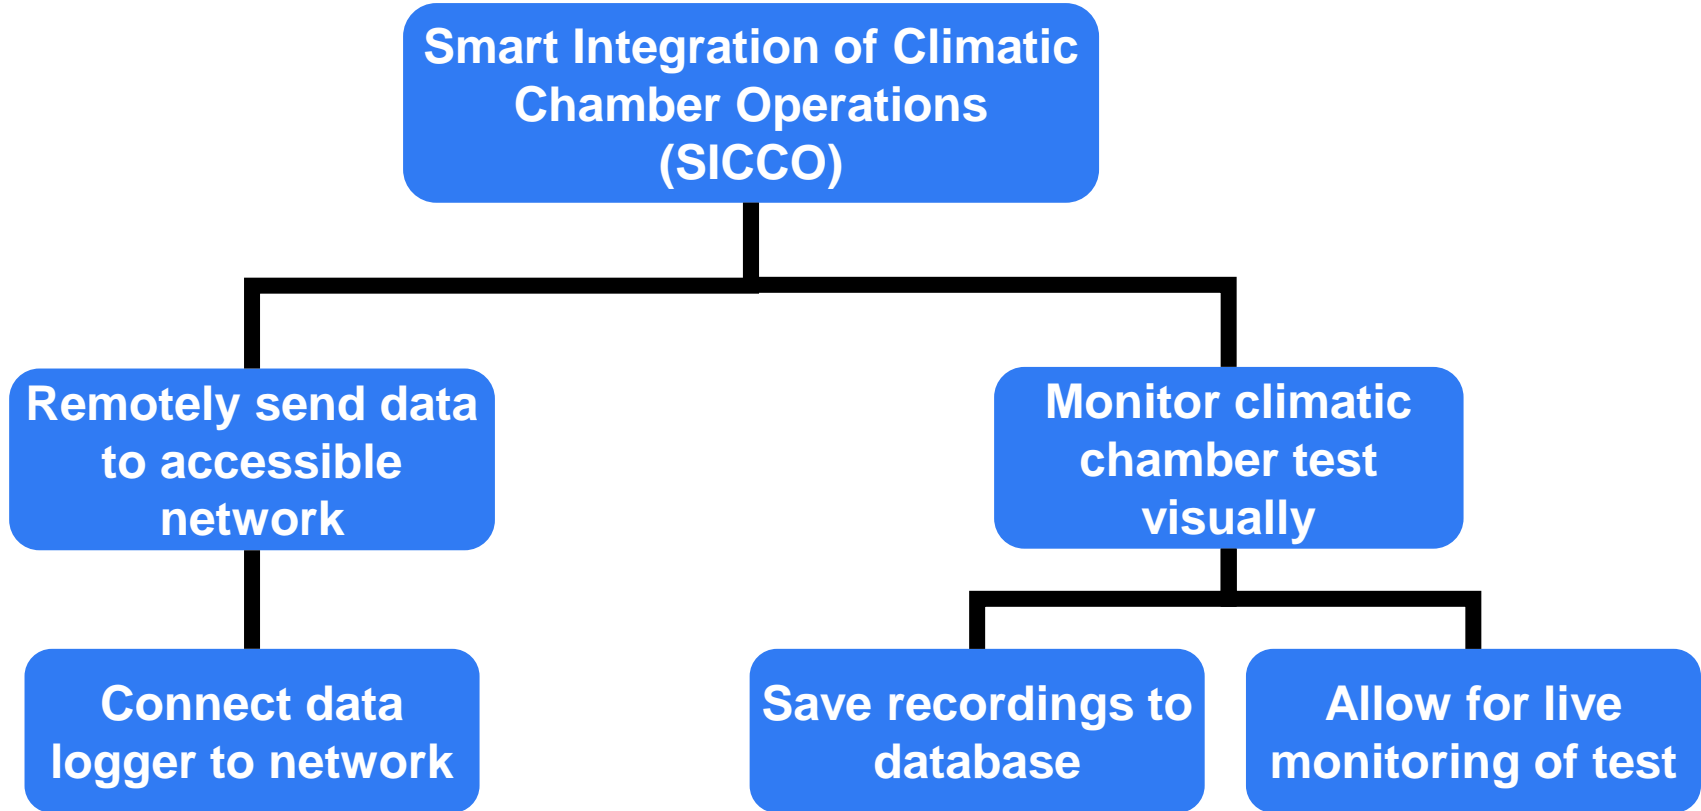 Smart Integration of Climatic
Chamber Operations
(SICCO)
Remotely send data
to accessible
network
Monitor climatic
chamber test
visually
Connect data
logger to network
Save recordings to
database
Allow for live
monitoring of test